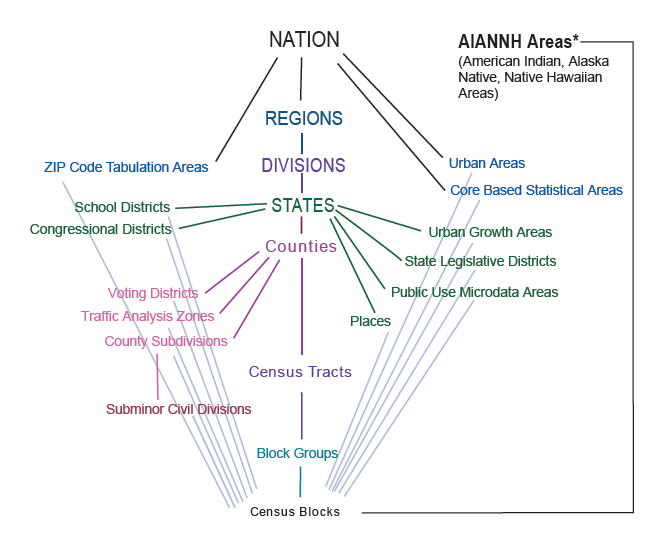 NATION
AIANNH Areas*
(American Indian, Alaska
Native, Native Hawaiian
Areas)
REGIONS
ZIP Code Tabulation Areas
DIVISIONS
Urban Areas
Core Based Statistical Areas
School Districts
STATES
Congressional Districts
Urban Growth Areas
Counties
State Legislative Districts
Voting Districts
Public Use Microdata Areas
Traffic Analysis Zones
Places
County Subdivisions
Census Tracts
Subminor Civil Divisions
Block Groups
Census Blocks